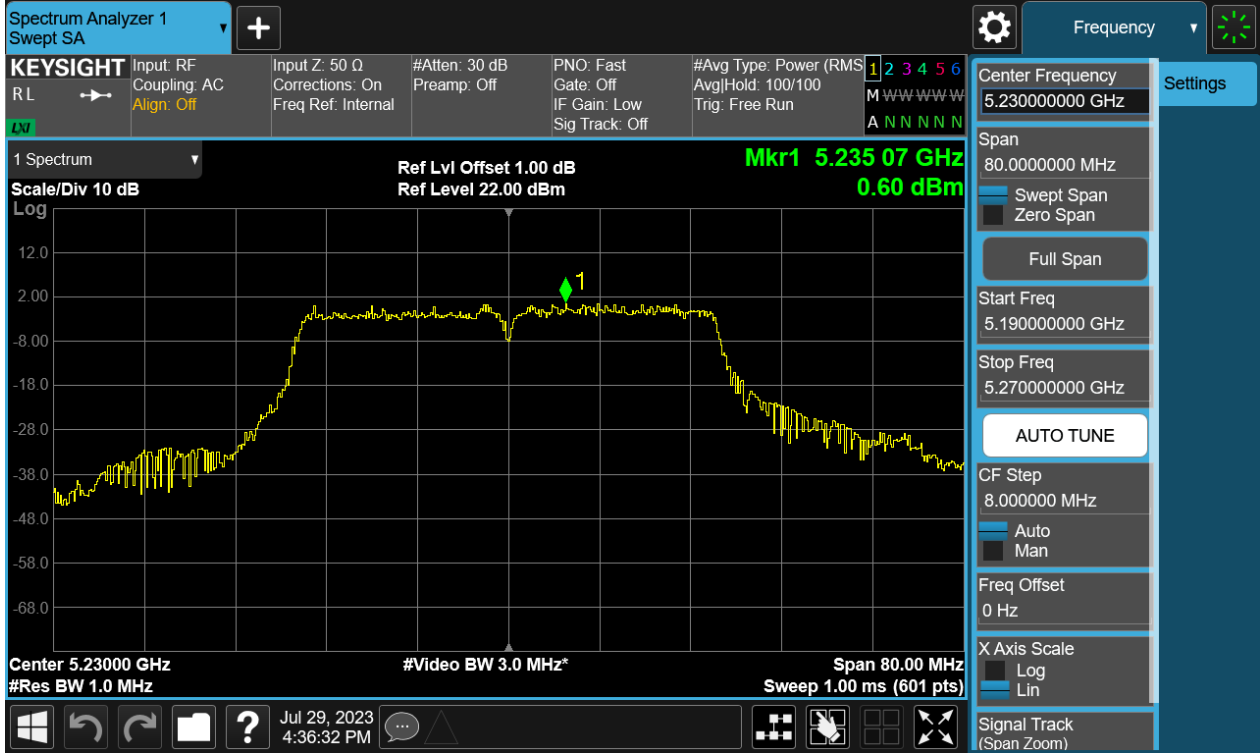 Spectrum Analyzer 1
Swept SA
Frequency
KEYSIGHT
RL
LXI
Input: RF
Coupling: AC
Align: Off
Input Z: 50 Ω
Corrections: On
Freq Ref: Internal
#Atten: 30 dB
Preamp: Off
PNO: Fast
Gate: Off
IF Gain: Low
Sig Track: Off
#Avg Type: Power (RMS
Avg|Hold: 100/100
Trig: Free Run
1 2 3 4 5 6
M W W W W W
A N N N N N
1 Spectrum
Scale/Div 10 dB
Log
Ref Lvl Offset 1.00 dB
Ref Level 22.00 dBm
Mkr1 5.235 07 GHz
0.60 dBm
12.0
2.00
-8.00
-18.0
-28.0
-38.0
-48.0
-58.0
-68.0
1
Center 5.23000 GHz
#Res BW 1.0 MHz
#Video BW 3.0 MHz*
Span 80.00 MHz
Sweep 1.00 ms (601 pts)
Center Frequency
5.230000000 GHz
Span
80.0000000 MHz
Swept Span
Zero Span
Full Span
Start Freq
5.190000000 GHz
Stop Freq
5.270000000 GHz
AUTO TUNE
CF Step
8.000000 MHz
Auto
Man
Freq Offset
0 Hz
X Axis Scale
Log
Lin
Signal Track
(Span Zoom)
Settings
?
Jul 29, 2023
4:36:32 PM